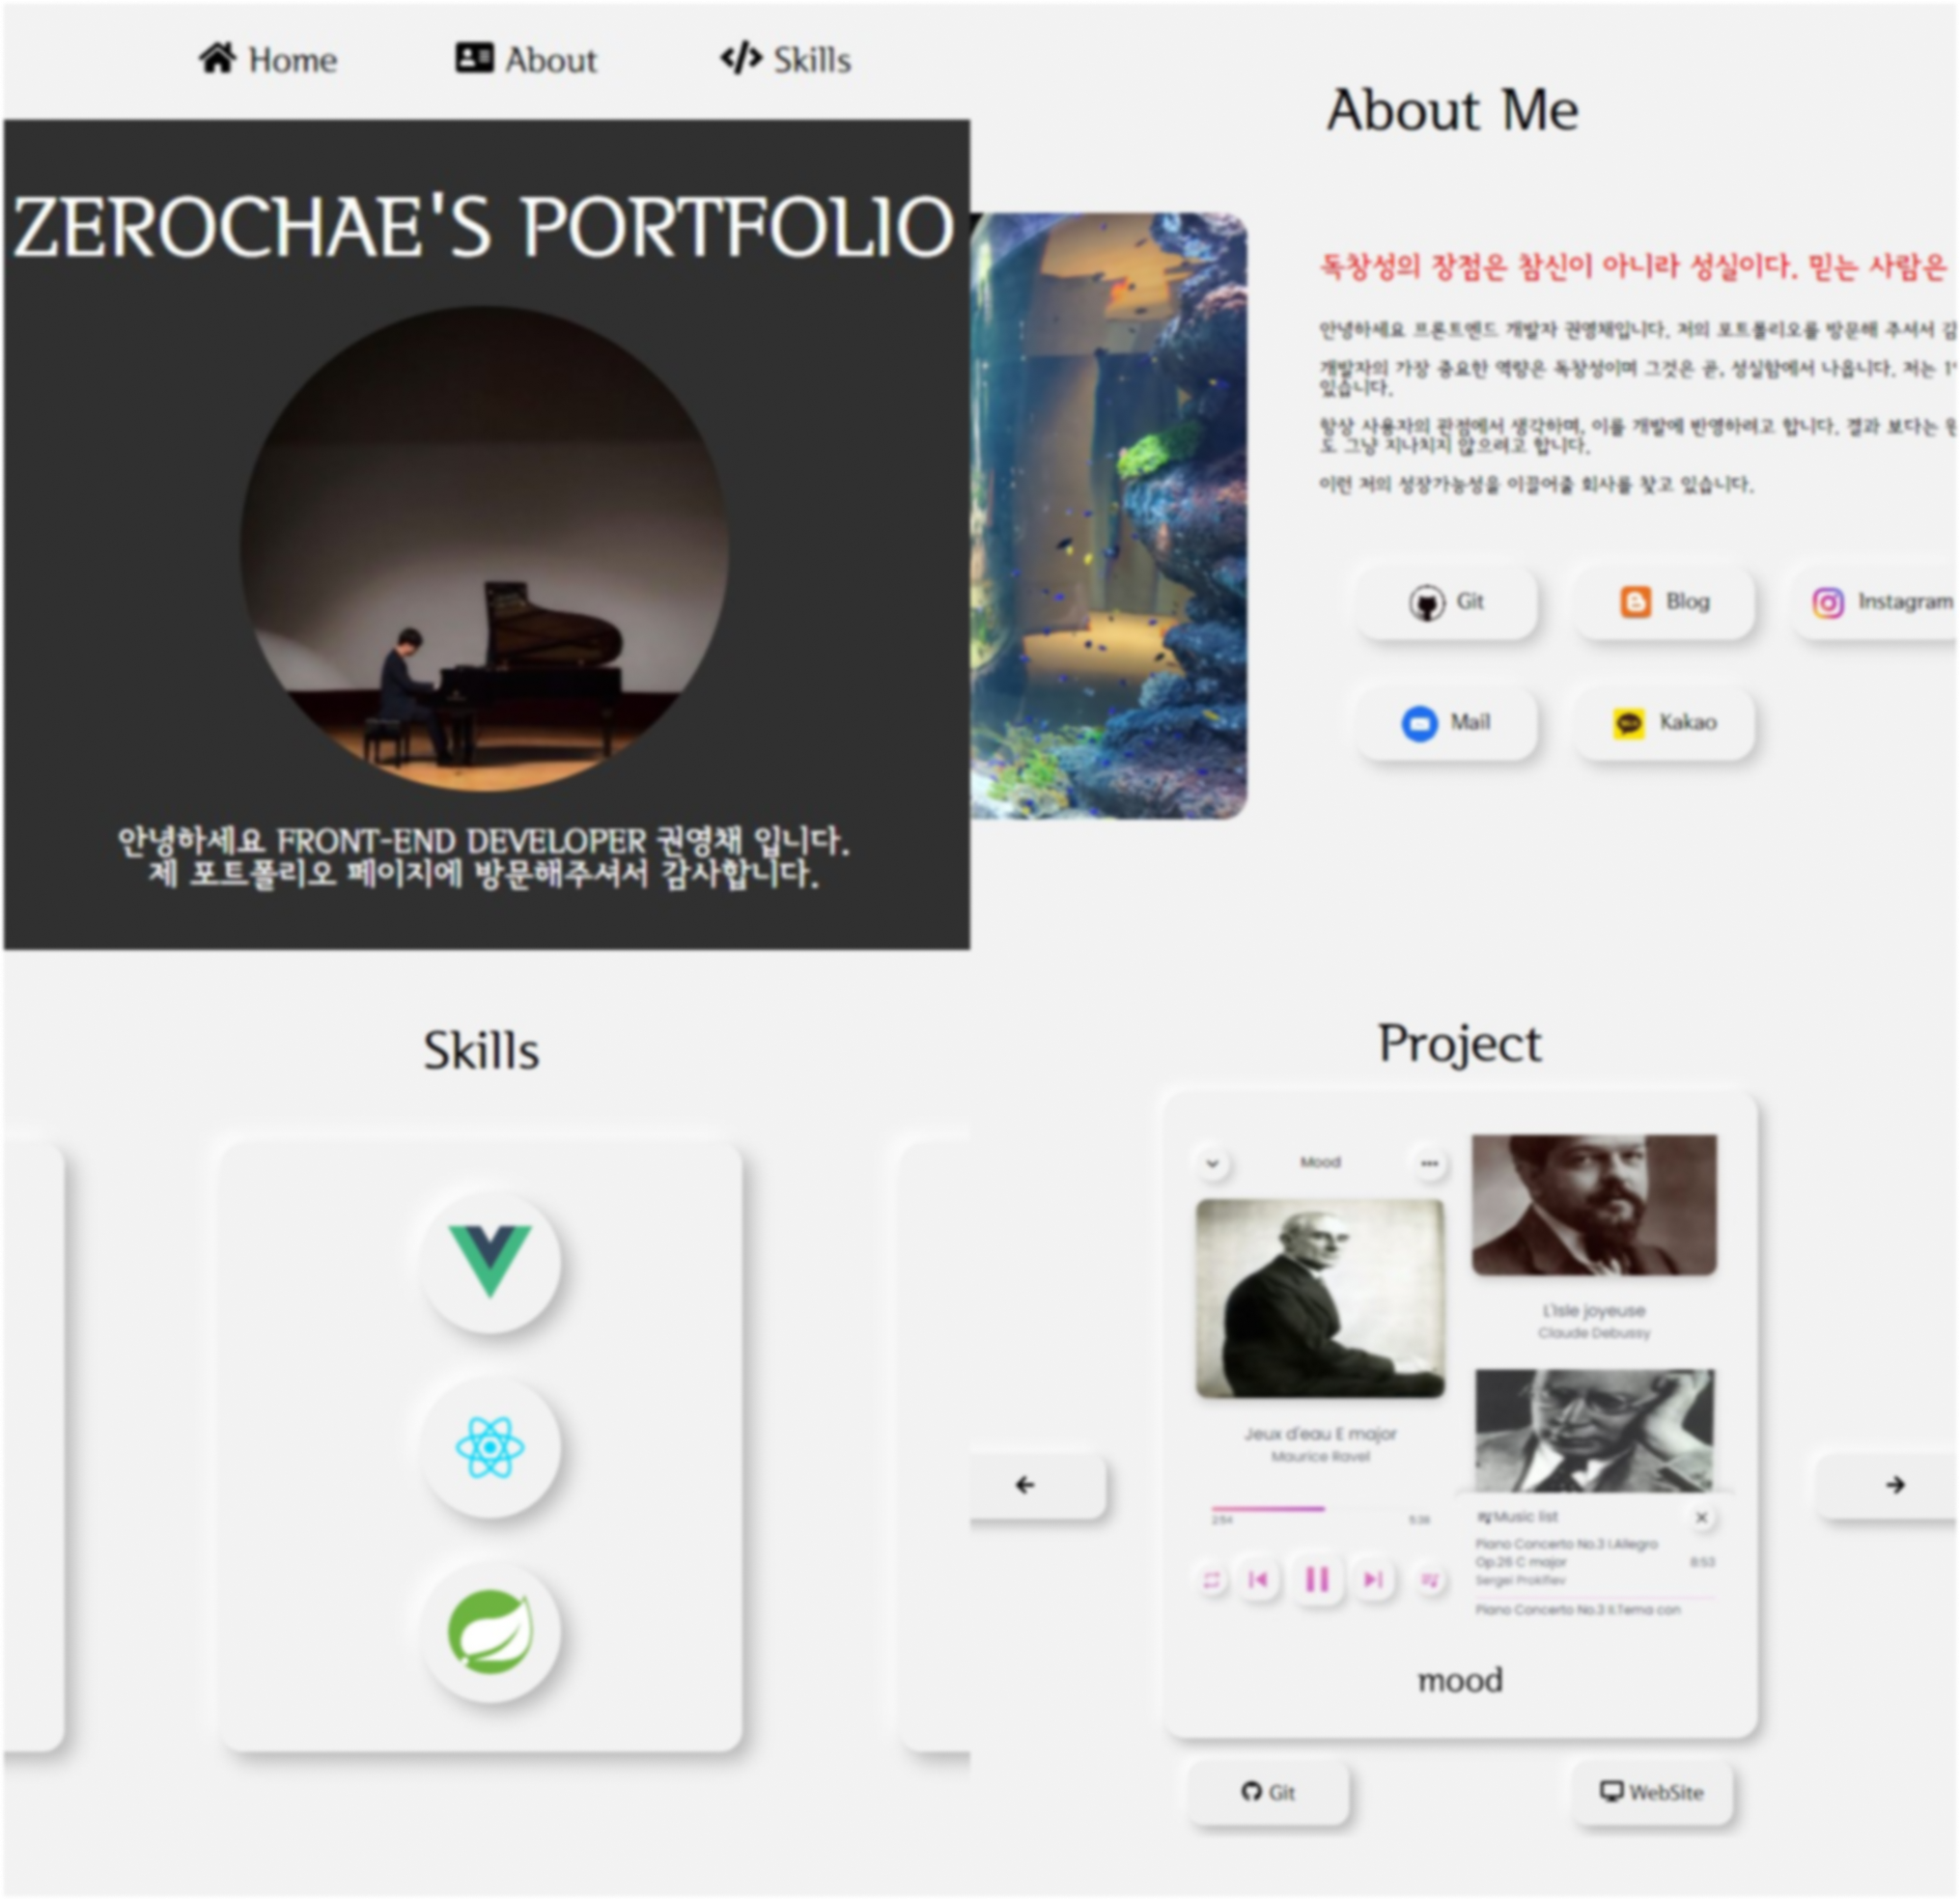 Home
About
Skills
ZEROCHAE'S PORTFOLIO
안녕하세요 FRONT-END DEVELOPER 권영채 입니다.
제 포트폴리오 페이지에 방문해주셔서 감사합니다.
About Me
독창성의 장점은 참신이 아니라 성실이다. 믿는 사람은
안녕하세요 프론트엔드 개발자 권영채입니다. 저의 포트폴리오를 방문해 주셔서 감
개발자의 가장 중요한 역량은 독창성이며 그것은 곧, 성실함에서 나옵니다. 저는
있습니다.
항상 사용자의 관점에서 생각하며, 이를 개발에 반영하려고 합니다. 결과 보다는
도 그냥 지나치지 않으려고 합니다.
이런 저의 성장가능성을 이끌어줄 회사를 찾고 있습니다.
Git
Blog
Instagram
Mail
Kakao
Skills
Project
Mood
Jeux d'eau E major
Maurice Ravel
2:54
5:38
L'Isle joyeuse
Claude Debussy
Music list
Piano Concerto No.3 I.Allegro
Op.26 C major
8:53
Sergei Prokifiev
Piano Concerto No.3 II.Tema con
mood
Git
WebSite